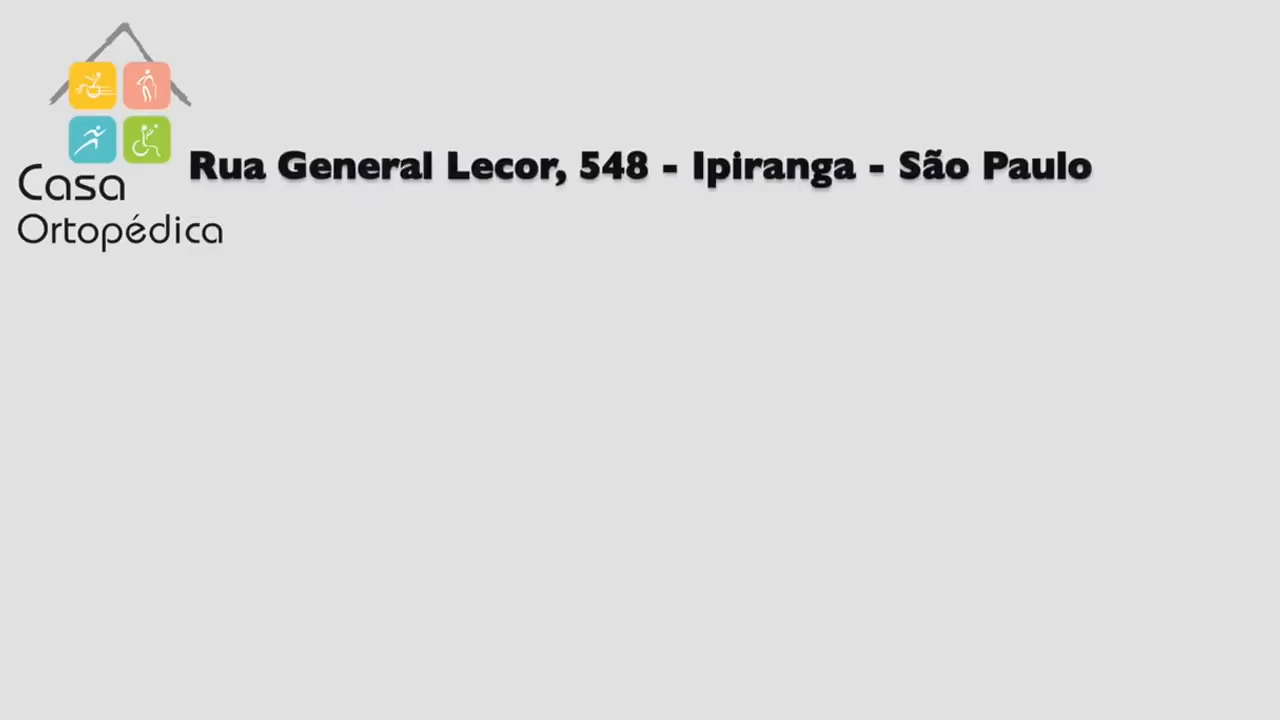 Rua General Lecor, 548 - Ipiranga - São Paulo
Casa
Ortopédica